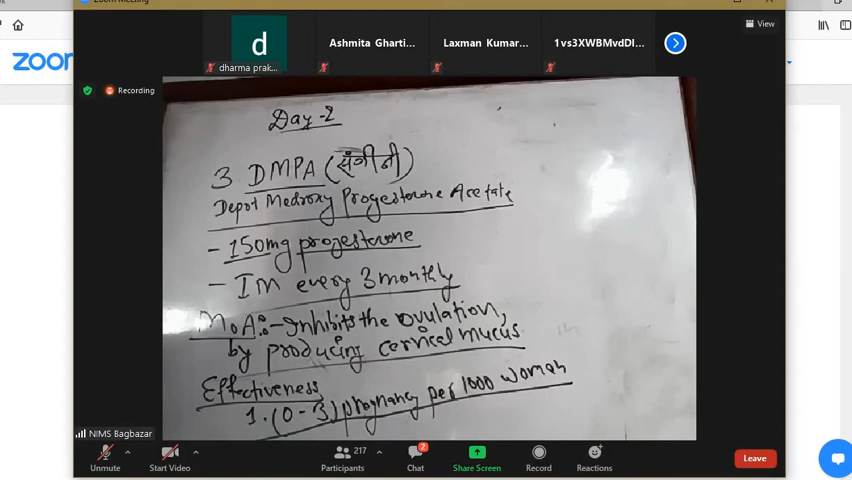 Zoom Meeting
View
d
Ashmita Gharti...
Laxman Kumar...
1vs3XWBMvdDI...
dharma prak...
Recording
zoom
Day-2
3 DMPA (संगीनी)
Depot Medroxy Progesterone Acetate
- 150mg progesterone
- IM every 3 monthly
MoA:- Inhibits the ovulation,
by producing cervical mucus
Effectiveness
1. (0-3) pregnancy per 1000 woman
NIMS Bagbazar
217
2
Unmute
Start Video
Participants
Chat
Share Screen
Record
Reactions
Leave